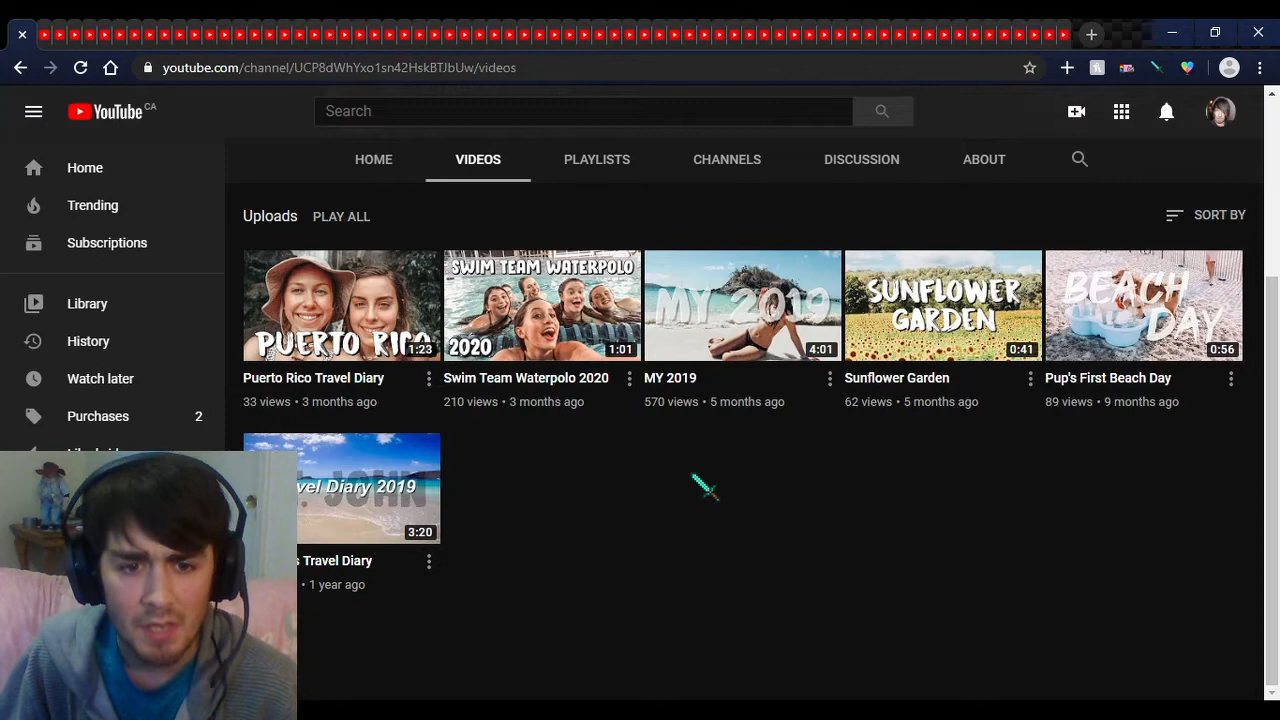 youtube.com/channel/UCP8dWhYxo1sn42HskBTJbUw/videos
YouTube CA
Search
Home
Trending
Subscriptions
Library
History
Watch later
Purchases 2
HOME VIDEOS PLAYLISTS CHANNELS DISCUSSION ABOUT
Uploads PLAY ALL SORT BY
PUERTO RICO
1:23
Puerto Rico Travel Diary
33 views • 3 months ago
SWIM TEAM WATERPOLO
2020
1:01
Swim Team Waterpolo 2020
210 views • 3 months ago
MY 2019
4:01
MY 2019
570 views • 5 months ago
SUNFLOWER
GARDEN
0:41
Sunflower Garden
62 views • 5 months ago
BEACH
DAY
0:56
Pup's First Beach Day
89 views • 9 months ago
vel Diary 2019
JOHN
3:20
s Travel Diary
• 1 year ago